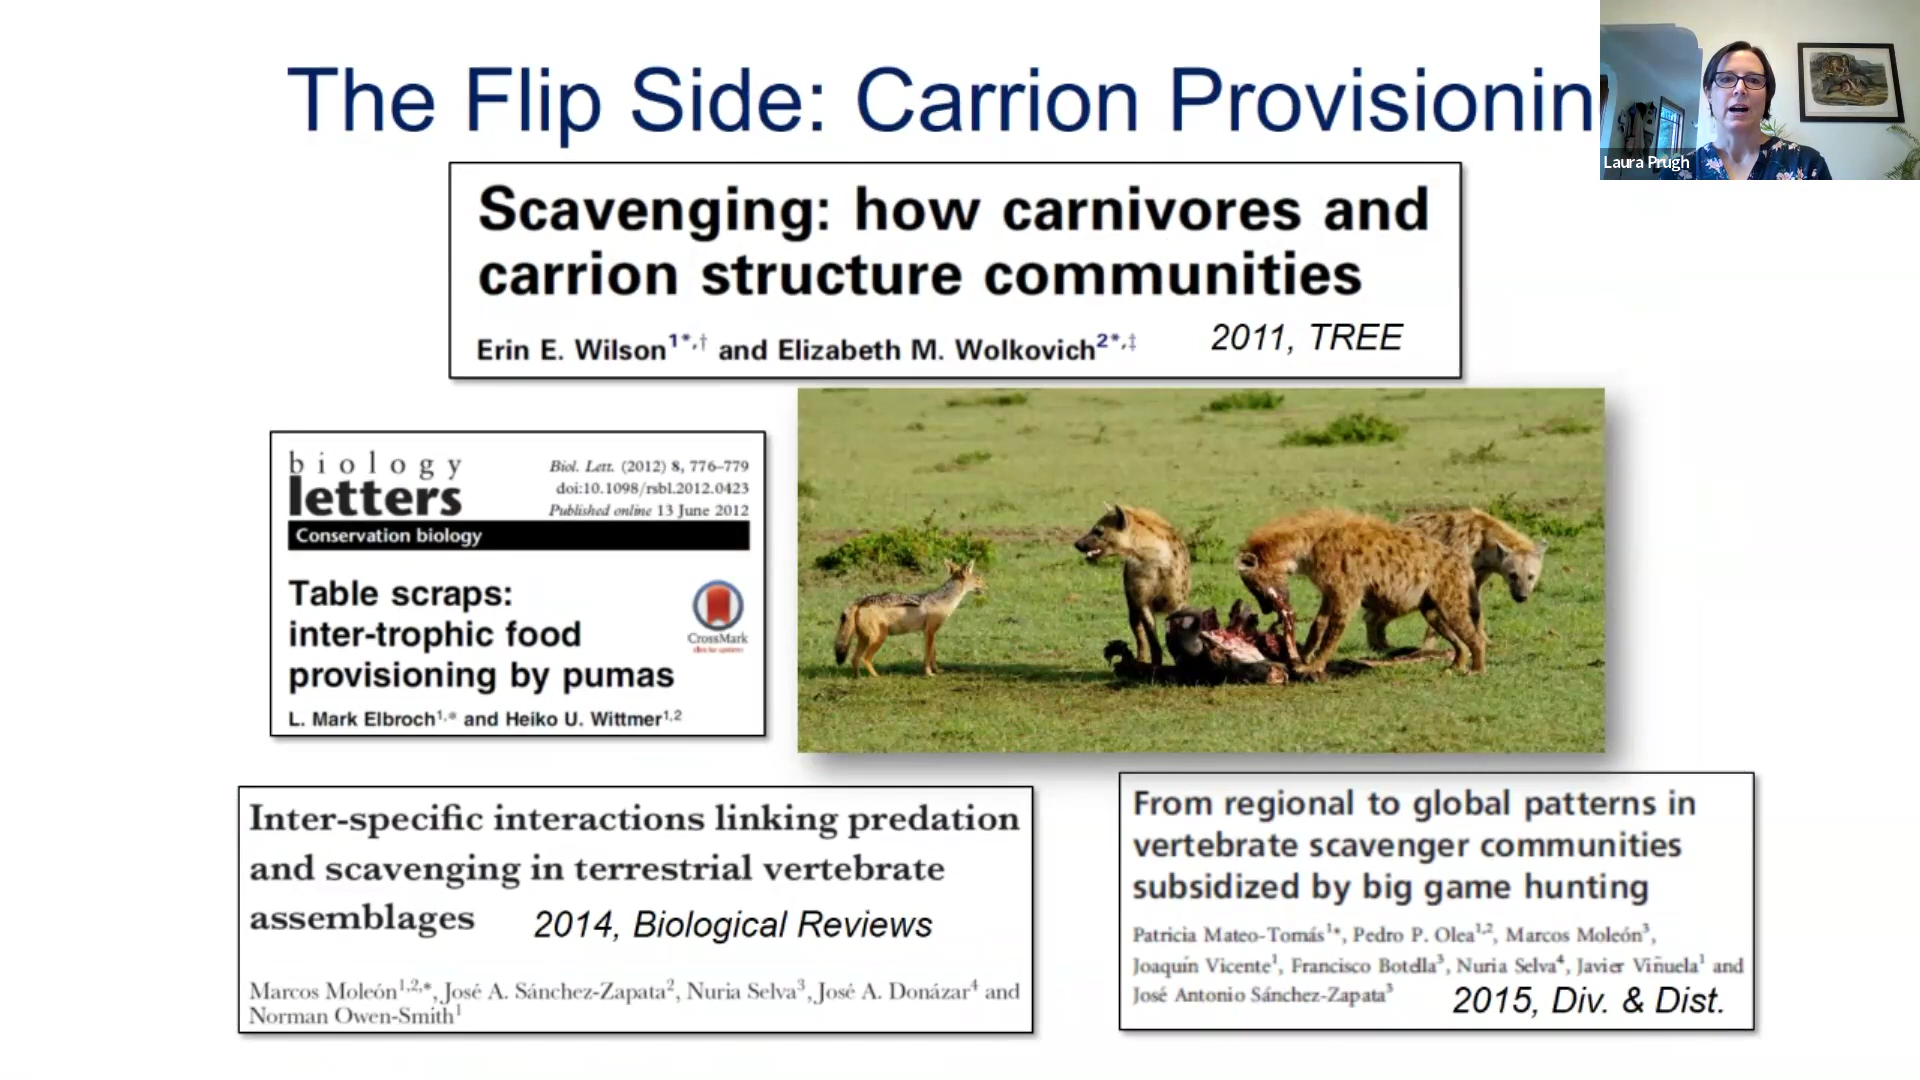 The Flip Side: Carrion Provisionin
Laura Prugh
Scavenging: how carnivores and
carrion structure communities
Erin E. Wilson1*,† and Elizabeth M. Wolkovich2*,‡
2011, TREE
biology
letters
Biol. Lett. (2012) 8, 776–779
doi:10.1098/rsbl.2012.0423
Published online 13 June 2012
Conservation biology
Table scraps:
inter-trophic food
provisioning by pumas
CrossMark
L. Mark Elbroch1,* and Heiko U. Wittmer1,2
Inter-specific interactions linking predation
and scavenging in terrestrial vertebrate
assemblages
2014, Biological Reviews
Marcos Moleón1,2,*, José A. Sánchez-Zapata2, Nuria Selva3, José A. Donázar4 and
Norman Owen-Smith1
From regional to global patterns in
vertebrate scavenger communities
subsidized by big game hunting
Patricia Mateo-Tomás1*, Pedro P. Olea1,2, Marcos Moleón3,
Joaquín Vicente1, Francisco Botella3, Nuria Selva4, Javier Viñuela1 and
José Antonio Sánchez-Zapata3
2015, Div. & Dist.